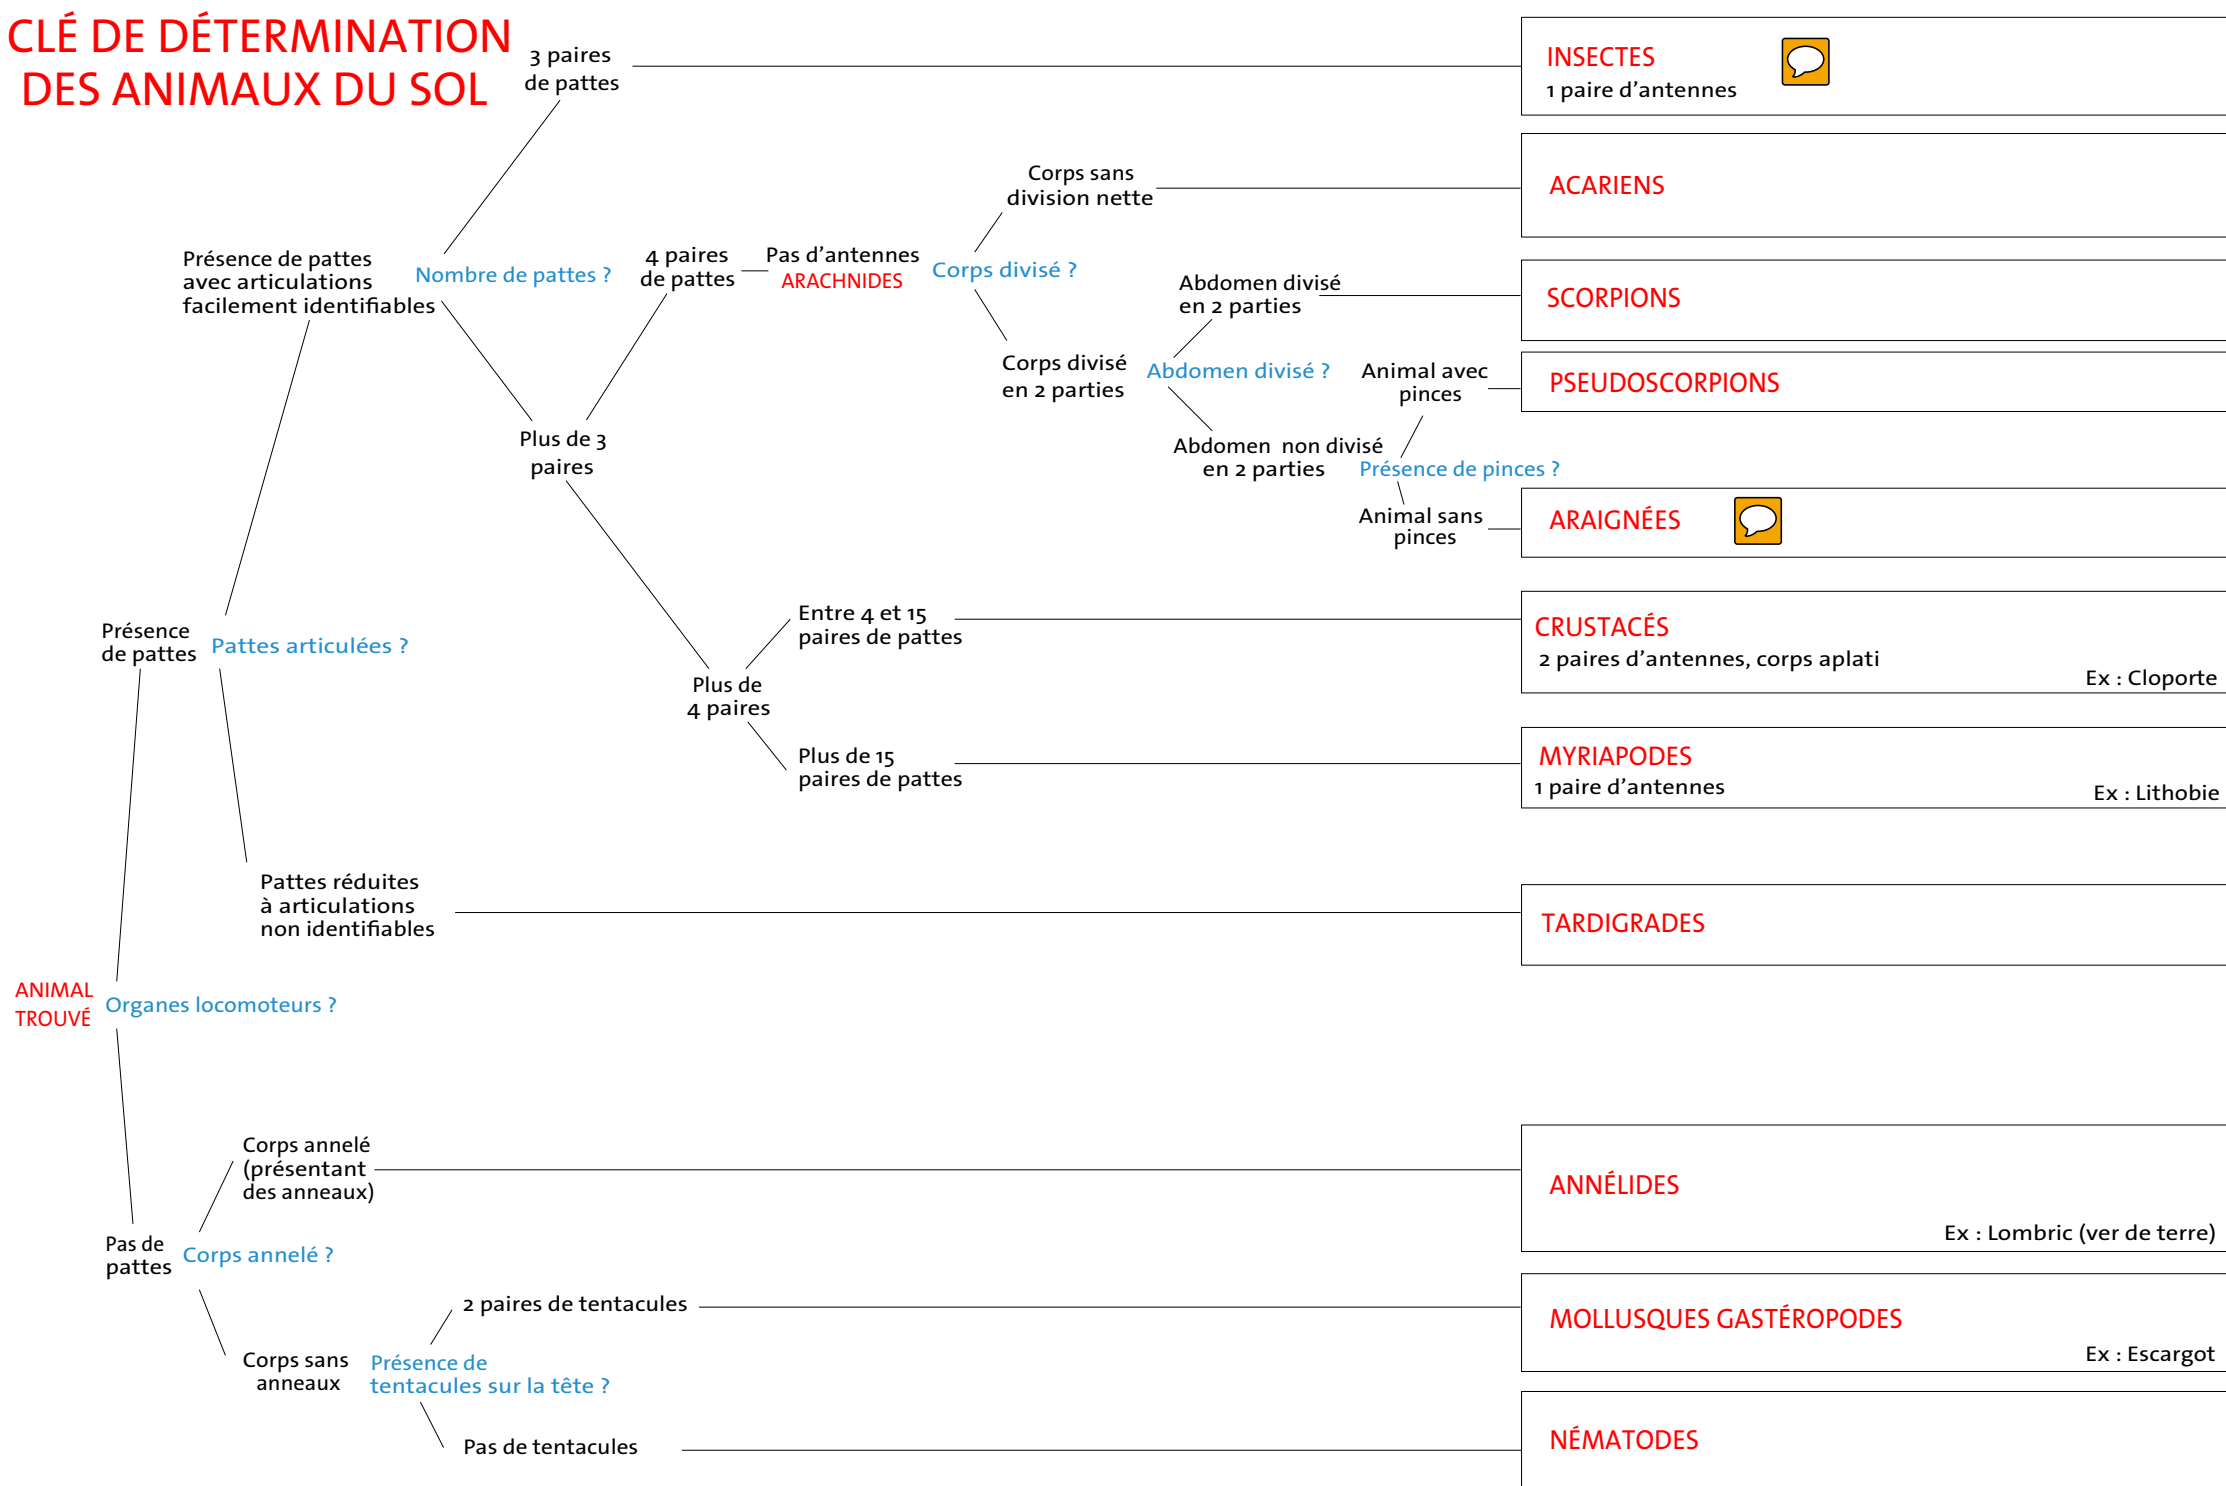 CLÉ DE DÉTERMINATION
DES ANIMAUX DU SOL
3 paires
de pattes
INSECTES
1 paire d’antennes
Corps sans
division nette
ACARIENS
Présence de pattes
avec articulations
facilement identifiables
Nombre de pattes ?
4 paires
de pattes
Pas d’antennes
ARACHNIDES
Corps divisé ?
Abdomen divisé
en 2 parties
SCORPIONS
Corps divisé
en 2 parties
Abdomen divisé ?
Animal avec
pinces
PSEUDOSCORPIONS
Plus de 3
paires
Abdomen non divisé
en 2 parties
Présence de pinces ?
Animal sans
pinces
ARAIGNÉES
Présence
de pattes
Pattes articulées ?
Entre 4 et 15
paires de pattes
CRUSTACÉS
2 paires d’antennes, corps aplati
Ex : Cloporte
Plus de
4 paires
Plus de 15
paires de pattes
MYRIAPODES
1 paire d’antennes
Ex : Lithobie
Pattes réduites
à articulations
non identifiables
TARDIGRADES
ANIMAL
TROUVÉ
Organes locomoteurs ?
Corps annelé
(présentant
des anneaux)
ANNÉLIDES
Ex : Lombric (ver de terre)
Pas de
pattes
Corps annelé ?
2 paires de tentacules
MOLLUSQUES GASTÉROPODES
Ex : Escargot
Corps sans
anneaux
Présence de
tentacules sur la tête ?
Pas de tentacules
NÉMATODES